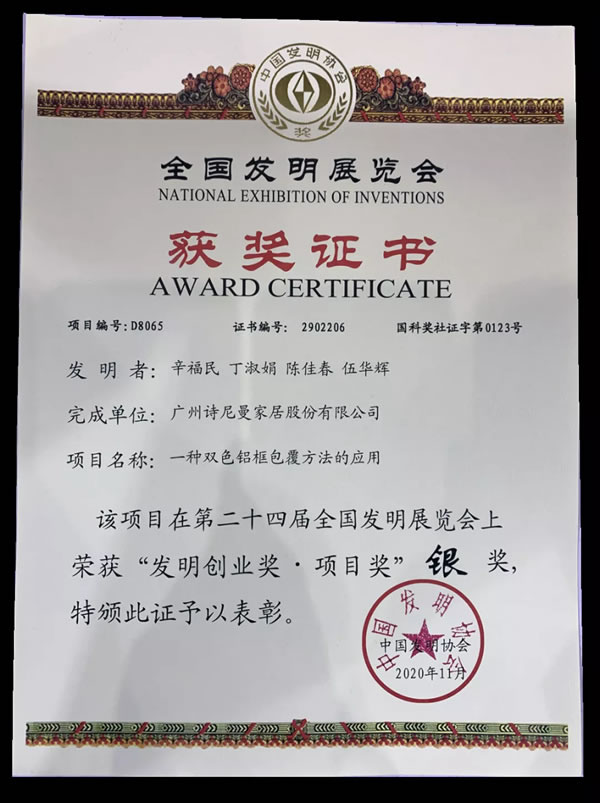 中国发明协会
奖
全国发明展览会
NATIONAL EXHIBITION OF INVENTIONS
获奖证书
AWARD CERTIFICATE
项目编号:D8065 证书编号: 2902206 国科奖社证字第0123号
发明者: 辛福民 丁淑娟 陈佳春 伍华辉
完成单位: 广州诗尼曼家居股份有限公司
项目名称: 一种双色铝框包覆方法的应用
该项目在第二十四届全国发明展览会上
荣获“发明创业奖·项目奖” 银 奖,
特颁此证予以表彰。
中国发明协会
中国发明协会
2020年11月